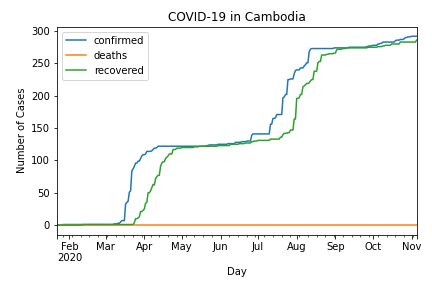 COVID-19 in Cambodia
confirmed
deaths
recovered
Number of Cases
300
250
200
150
100
50
0
Feb Mar Apr May Jun Jul Aug Sep Oct Nov
2020
Day